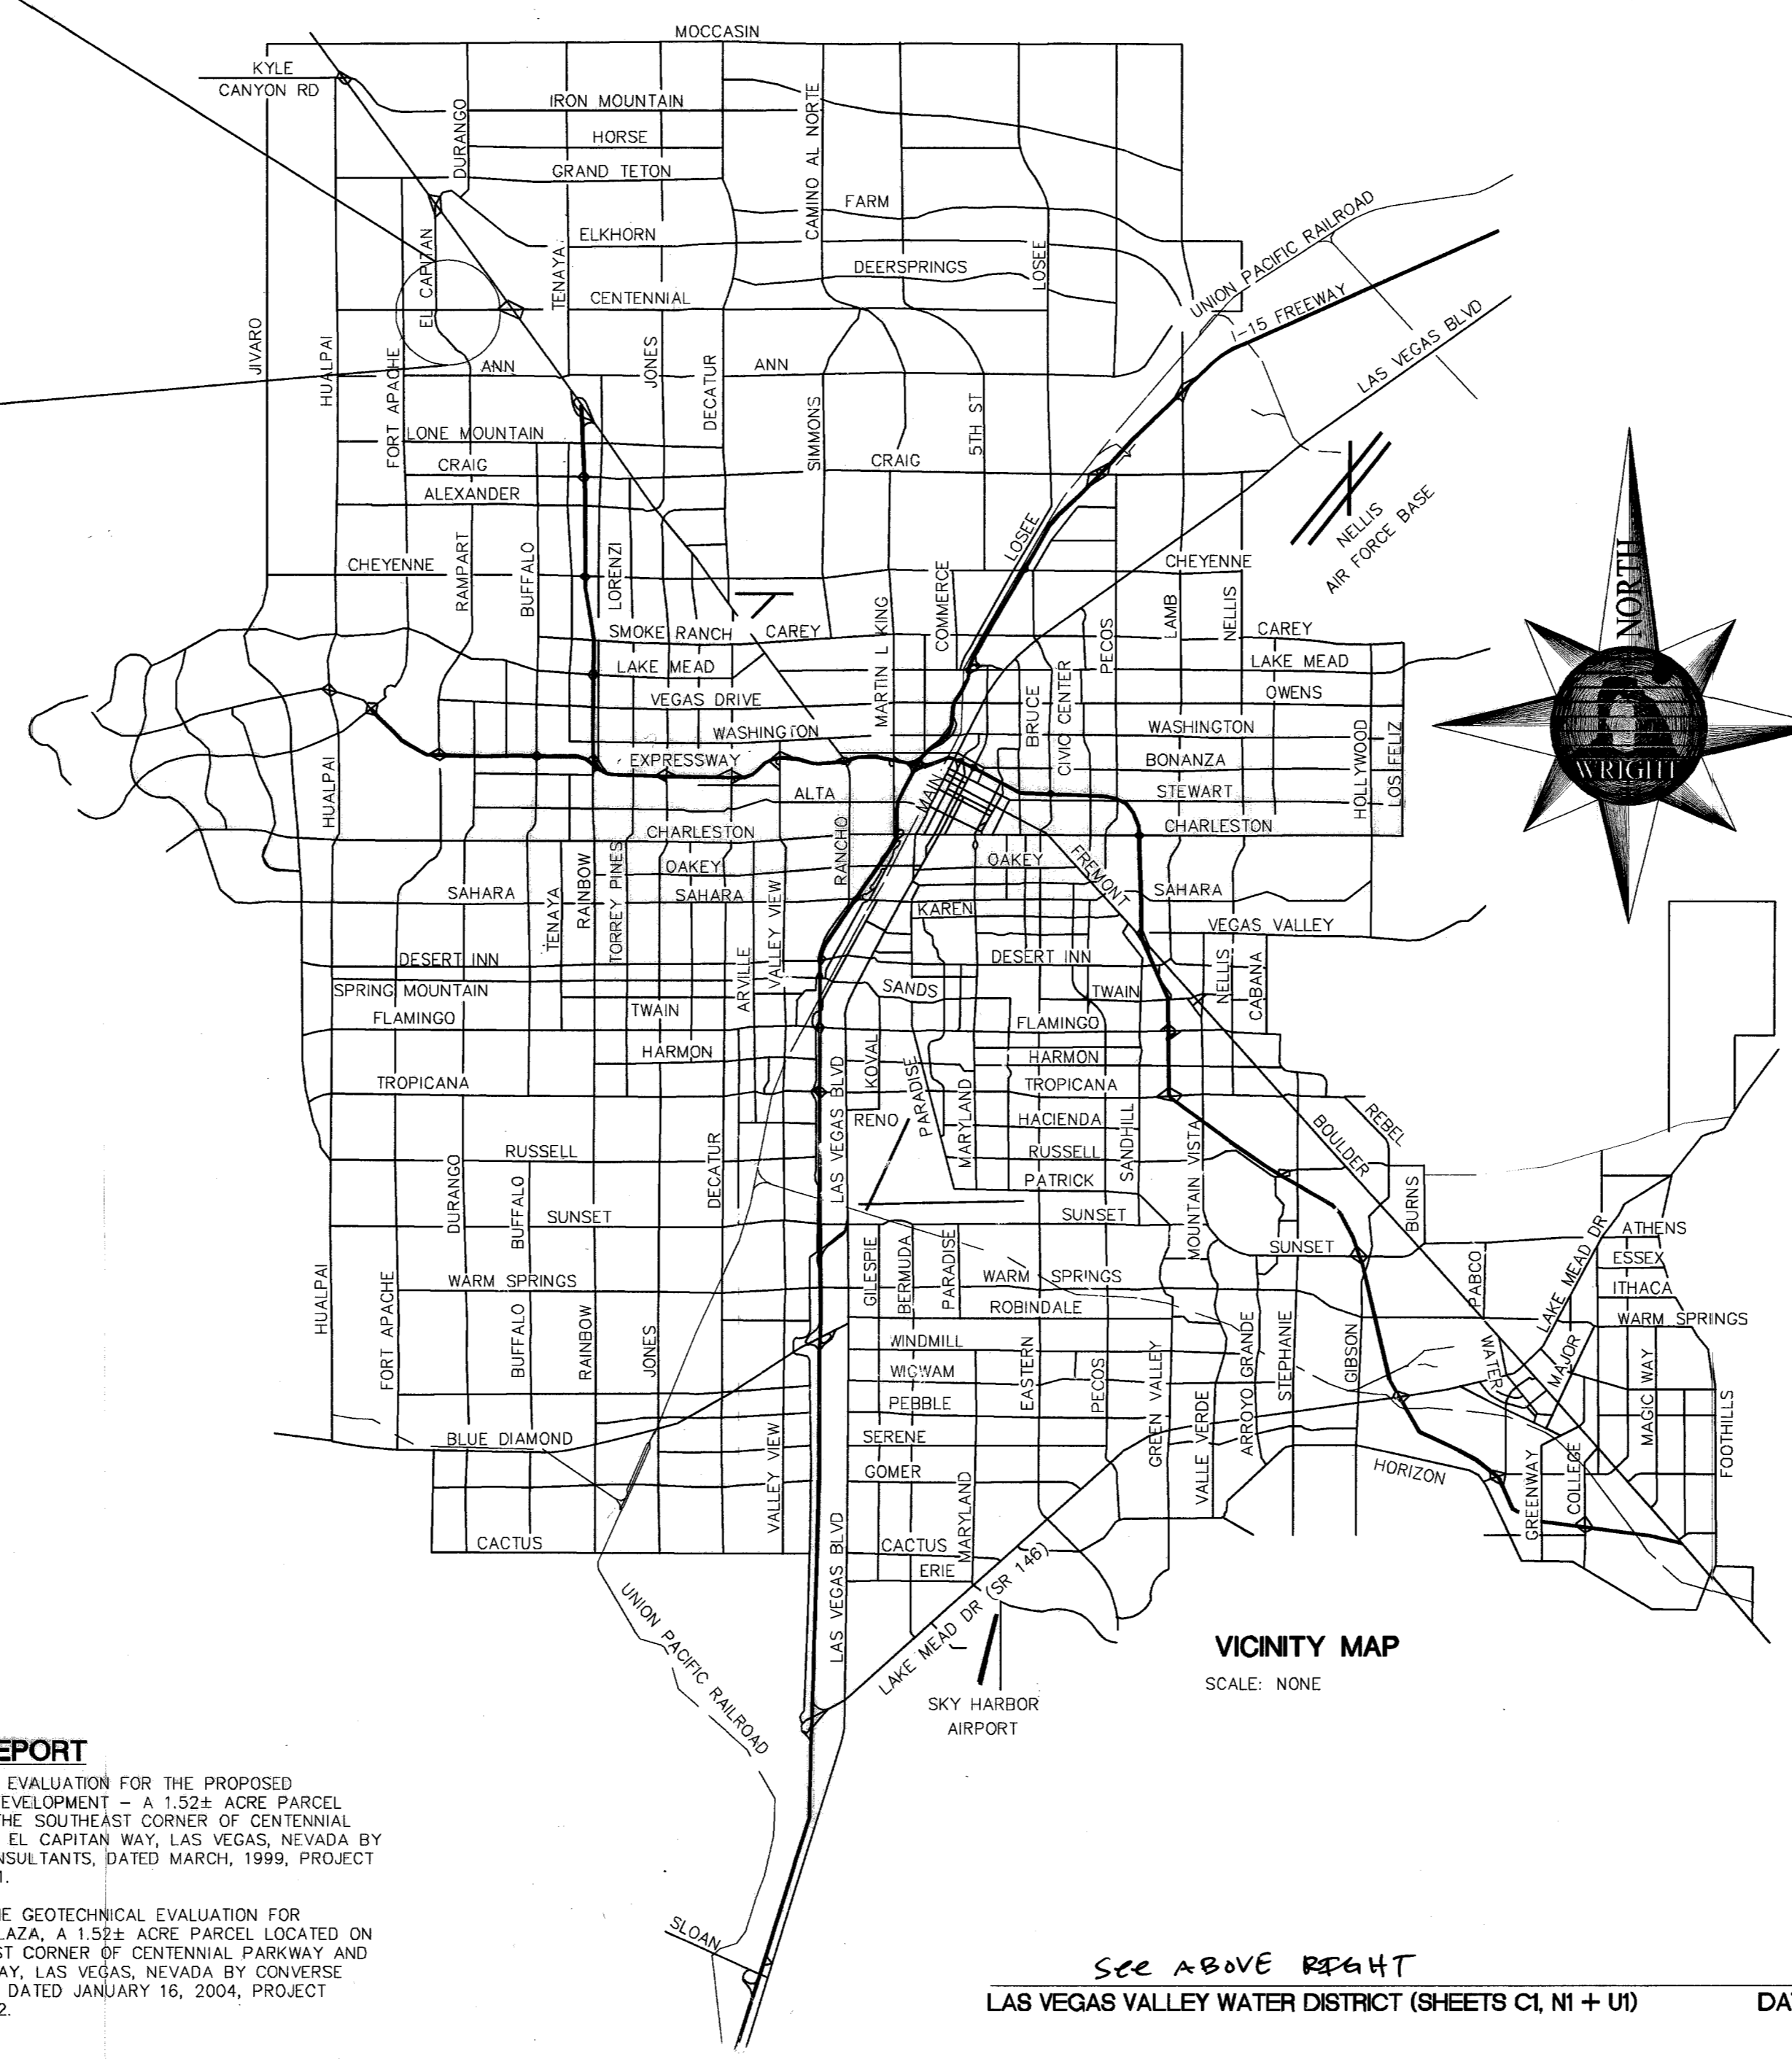 MOCCASIN
KYLE
CANYON RD
IRON MOUNTAIN
DURANGO
CAMINO AL NORTE
HORSE
GRAND TETON
FARM
ELKHORN
EL CAPITAN
TENAYA
DEERSPRINGS
LOSEE
UNION PACIFIC RAILROAD
CENTENNIAL
I-15 FREEWAY
LAS VEGAS BLVD
JIVARO
HUALPAI
FORT APACHE
ANN
JONES
DECATUR
ANN
SIMMONS
5TH ST
LONE MOUNTAIN
CRAIG
CRAIG
ALEXANDER
NELLIS
AIR FORCE BASE
NORTH
WRIGHT
LOSEE
CHEYENNE
RAMPART
BUFFALO
LORENZI
COMMERCE
CHEYENNE
MARTIN L KING
PECOS
LAMB
NELLIS
SMOKE RANCH
CAREY
CAREY
LAKE MEAD
LAKE MEAD
VEGAS DRIVE
BRUCE
CIVIC CENTER
OWENS
WASHINGTON
WASHINGTON
HOLLYWOOD
LOS FELIZ
EXPRESSWAY
BONANZA
HUALPAI
ALTA
MAIN
STEWART
CHARLESTON
RANCHO
CHARLESTON
OAKEY
OAKEY
FREMONT
RAINBOW
TORREY PINES
SAHARA
SAHARA
SAHARA
TENAYA
VALLEY VIEW
KAREN
VEGAS VALLEY
DESERT INN
DESERT INN
ARVILLE
NELLIS
CABANA
SPRING MOUNTAIN
SANDS
TWAIN
TWAIN
FLAMINGO
FLAMINGO
HARMON
KOVAL
HARMON
TROPICANA
LAS VEGAS BLVD
PARADISE
MARYLAND
TROPICANA
RENO
HACIENDA
SANDHILL
MOUNTAIN VISTA
BOULDER
REBEL
RUSSELL
RUSSELL
DURANGO
BUFFALO
DECATUR
PATRICK
SUNSET
SUNSET
BURNS
SUNSET
LAKE MEAD DR
ATHENS
HUALPAI
FORT APACHE
GILESPIE
BERMUDA
PARADISE
ESSEX
WARM SPRINGS
WARM SPRINGS
PABCO
ITHACA
BUFFALO
RAINBOW
JONES
ROBINDALE
WARM SPRINGS
WINDMILL
EASTERN
PECOS
GREEN VALLEY
VALLE VERDE
ARROYO GRANDE
STEPHANIE
GIBSON
WATER
MAJOR
MAGIC WAY
FOOTHILLS
WIGWAM
PEBBLE
BLUE DIAMOND
VALLEY VIEW
SERENE
GOMER
MARYLAND
HORIZON
GREENWAY
COLLEGE
CACTUS
LAS VEGAS BLVD
CACTUS
ERIE
UNION PACIFIC RAILROAD
LAKE MEAD DR (SR 146)
VICINITY MAP
SCALE: NONE
SKY HARBOR
AIRPORT
EPORT
EVALUATION FOR THE PROPOSED
EVELOPMENT – A 1.52± ACRE PARCEL
THE SOUTHEAST CORNER OF CENTENNIAL
EL CAPITAN WAY, LAS VEGAS, NEVADA BY
NSULTANTS, DATED MARCH, 1999, PROJECT
1.
E GEOTECHNICAL EVALUATION FOR
LAZA, A 1.52± ACRE PARCEL LOCATED ON
ST CORNER OF CENTENNIAL PARKWAY AND
AY, LAS VEGAS, NEVADA BY CONVERSE
DATED JANUARY 16, 2004, PROJECT
2.
SLOAN
See ABOVE RIGHT
LAS VEGAS VALLEY WATER DISTRICT (SHEETS C1, N1 + U1)
DA